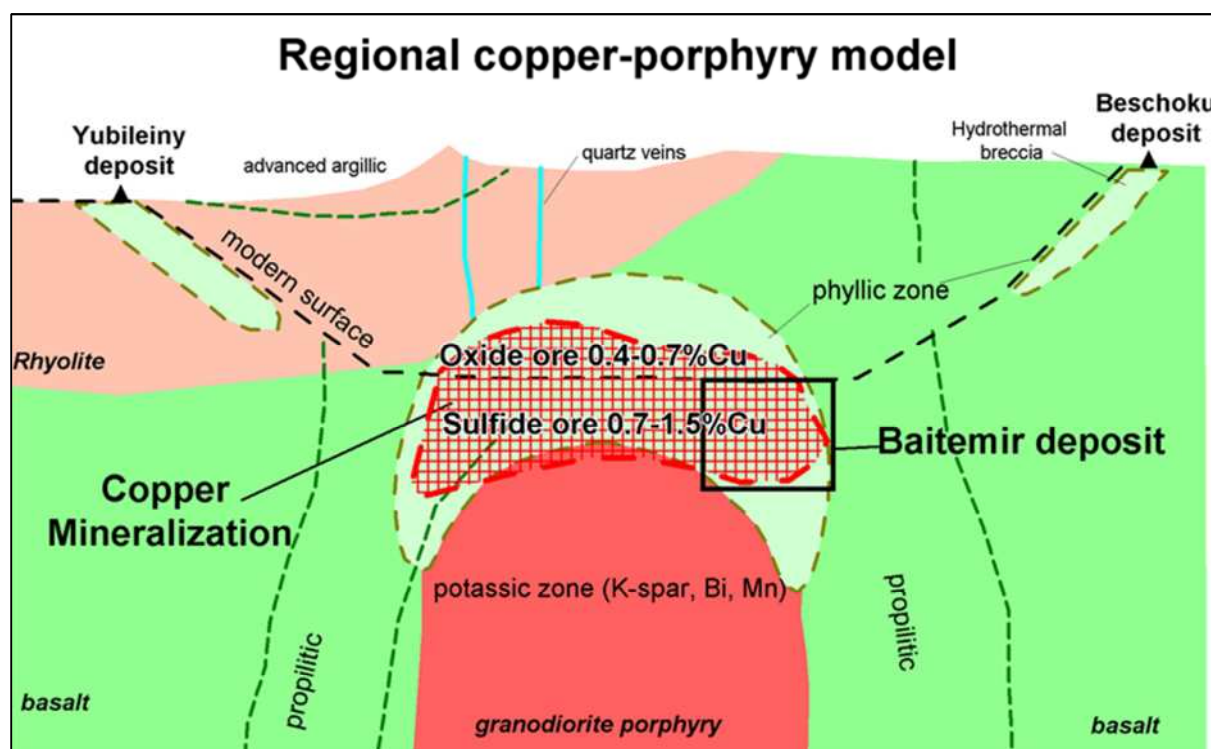 Regional copper-porphyry model
Yubileiny
deposit
advanced argillic
quartz veins
Hydrothermal
breccia
Beschoku
deposit
modern surface
phyllic zone
Rhyolite
Oxide ore 0.4-0.7%Cu
Sulfide ore 0.7-1.5%Cu
Baitemir deposit
Copper
Mineralization
potassic zone (K-spar, Bi, Mn)
propilitic
propilitic
basalt
granodiorite porphyry
basalt